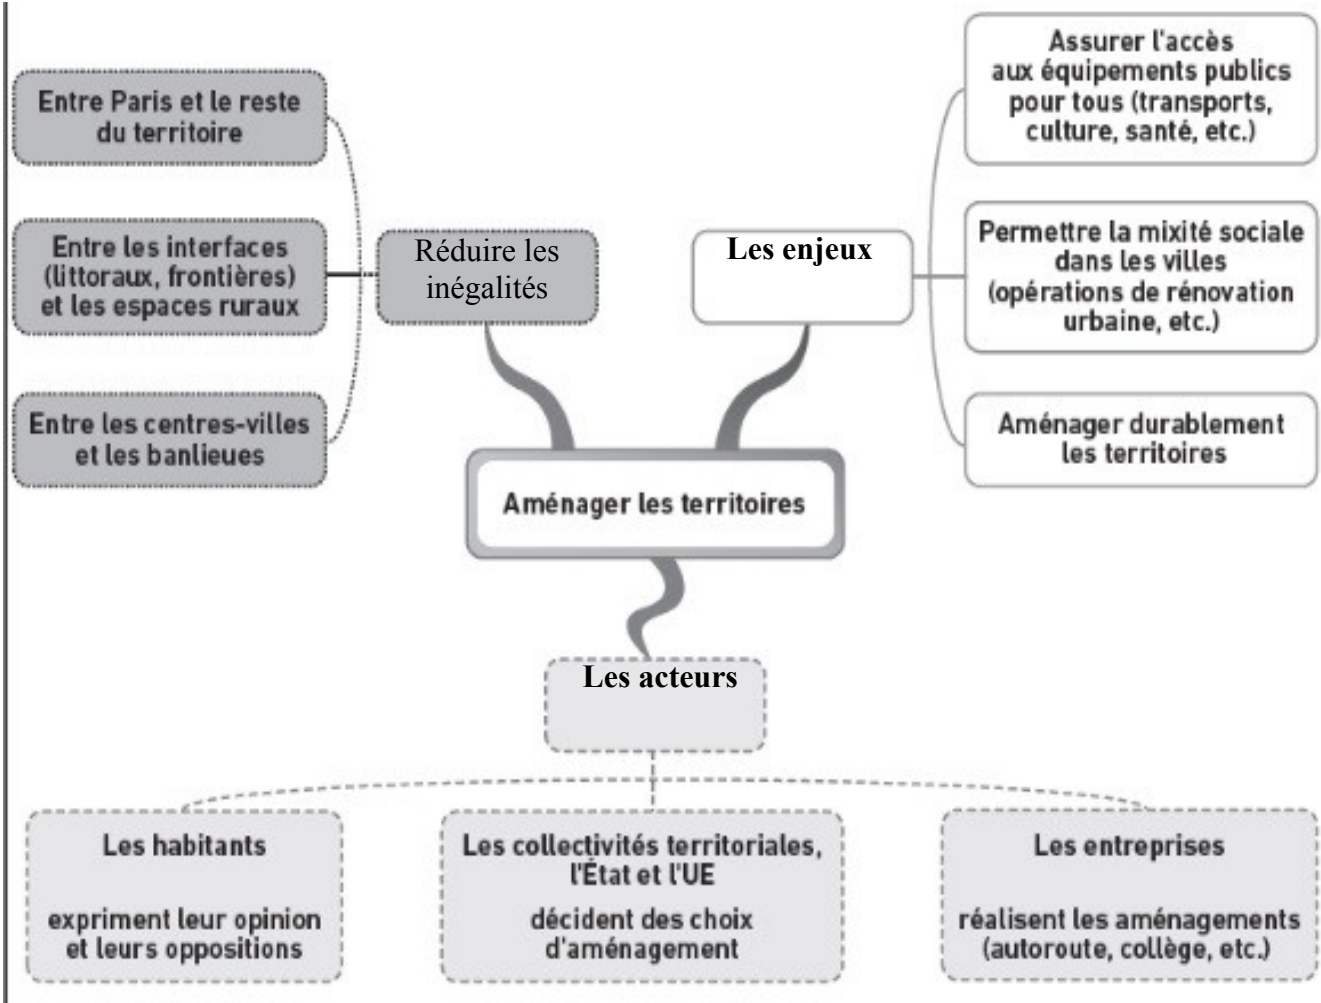 Entre Paris et le reste
du territoire
Entre les interfaces
(littoraux, frontières)
et les espaces ruraux
Entre les centres-villes
et les banlieues
Réduire les
inégalités
Les enjeux
Assurer l'accès
aux équipements publics
pour tous (transports,
culture, santé, etc.)
Permettre la mixité sociale
dans les villes
(opérations de rénovation
urbaine, etc.)
Aménager durablement
les territoires
Aménager les territoires
Les acteurs
Les habitants
expriment leur opinion
et leurs oppositions
Les collectivités territoriales,
l'État et l'UE
décident des choix
d'aménagement
Les entreprises
réalisent les aménagements
(autoroute, collège, etc.)